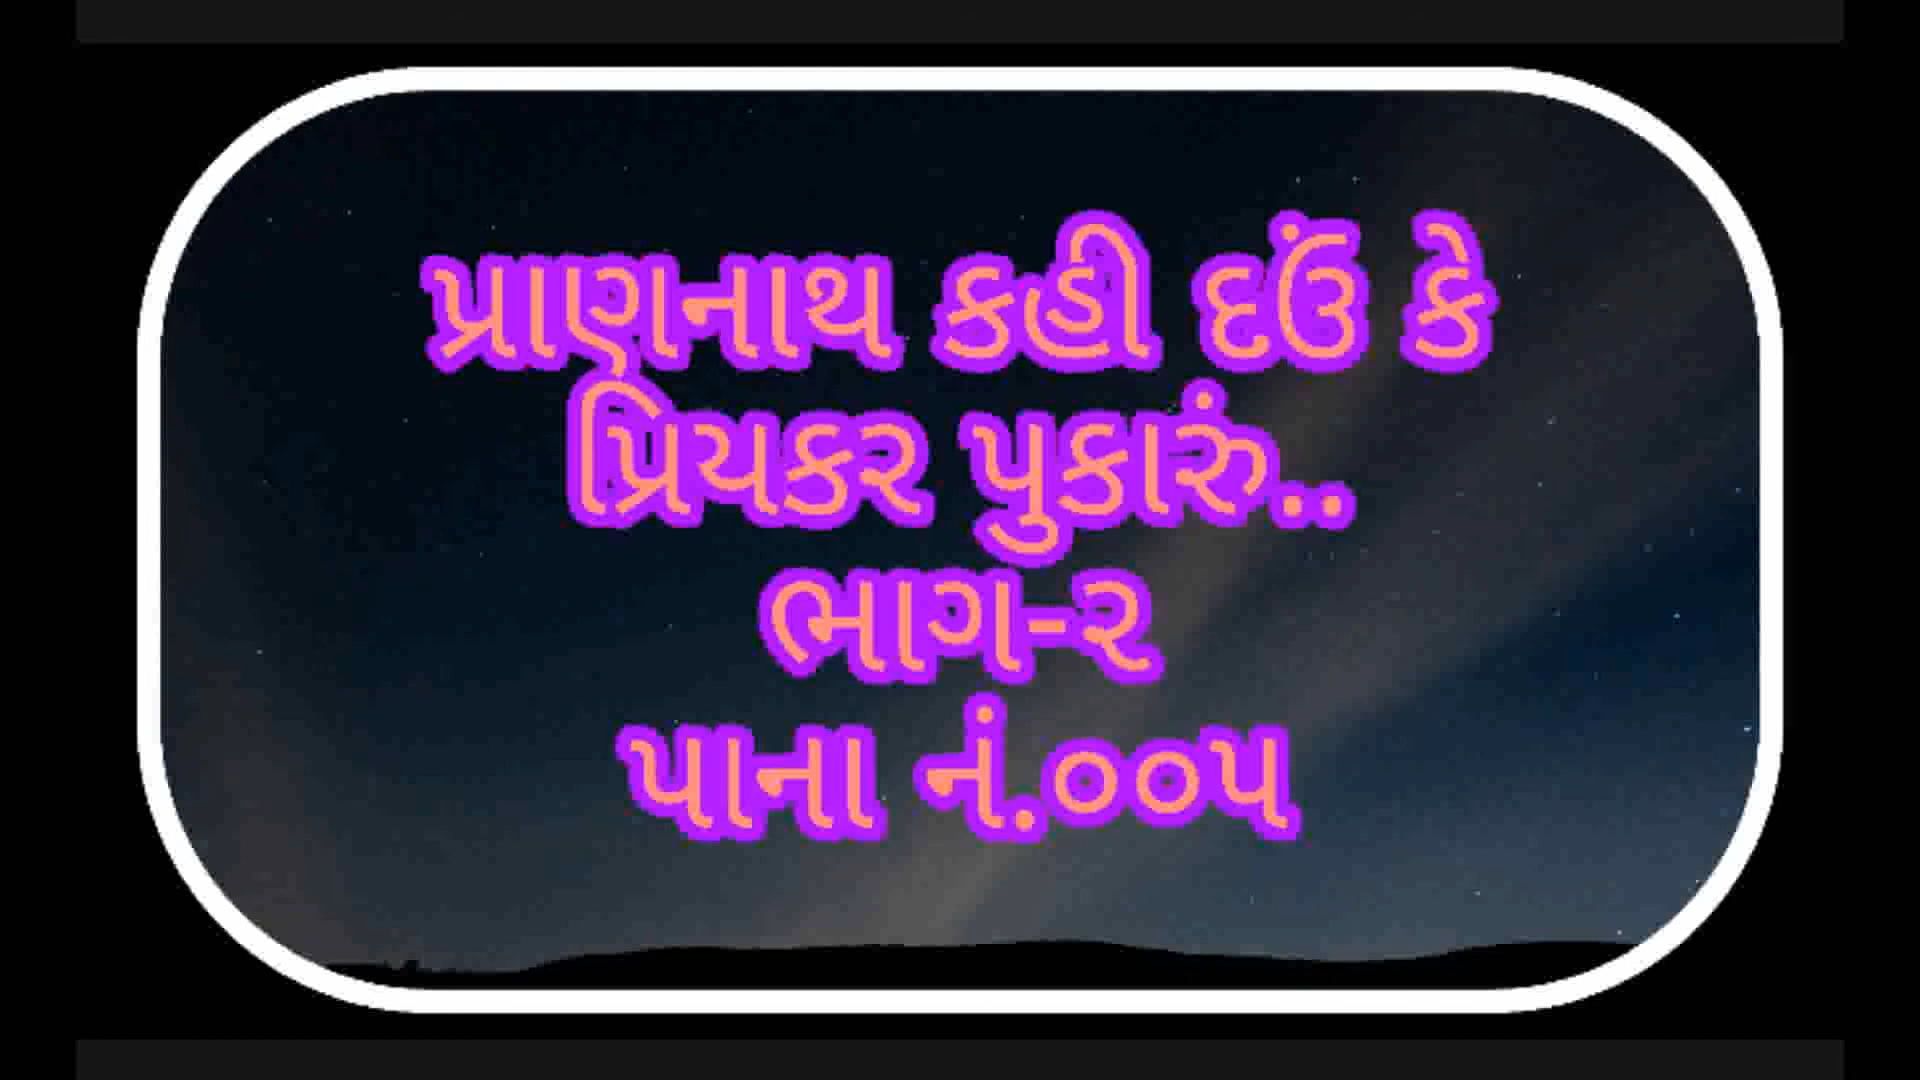 પ્રાણનાથ કહી દઉં કે
પ્રિયકર પુકારું..
ભાગ-૨
પાના નં.૦૦૫